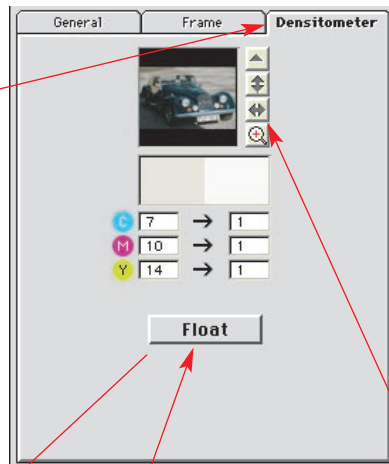 General Frame Densitometer
C 7 → 1
M 10 → 1
Y 14 → 1
Float